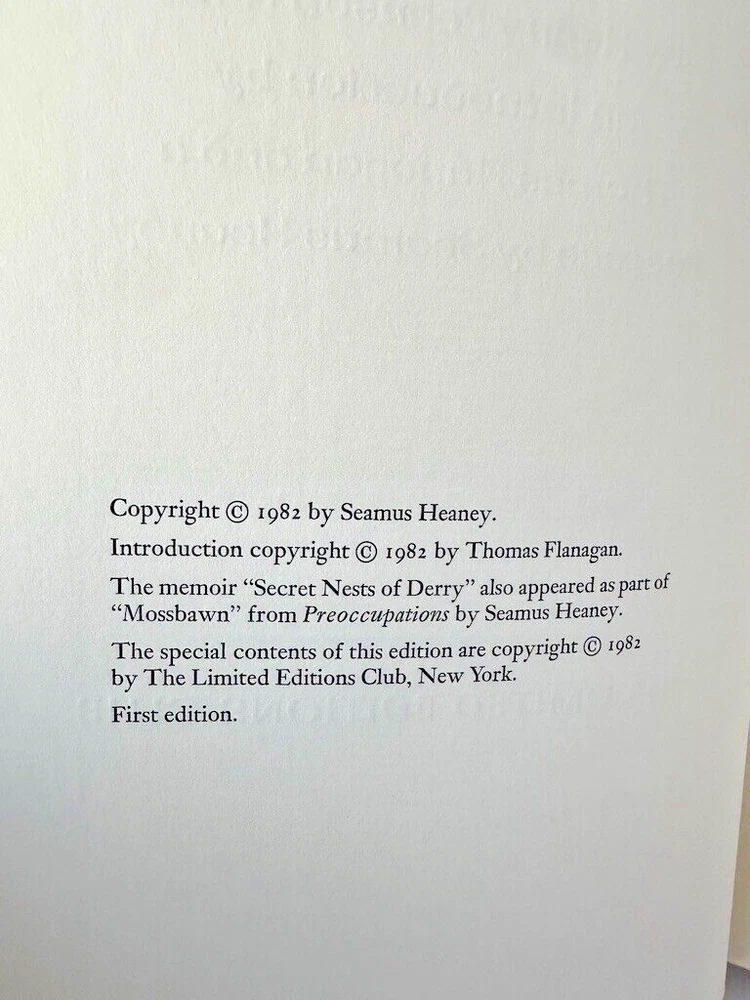 Copyright © 1982 by Seamus Heaney.
Introduction copyright © 1982 by Thomas Flanagan.
The memoir “Secret Nests of Derry” also appeared as part of
“Mossbawn” from Preoccupations by Seamus Heaney.
The special contents of this edition are copyright © 1982
by The Limited Editions Club, New York.
First edition.